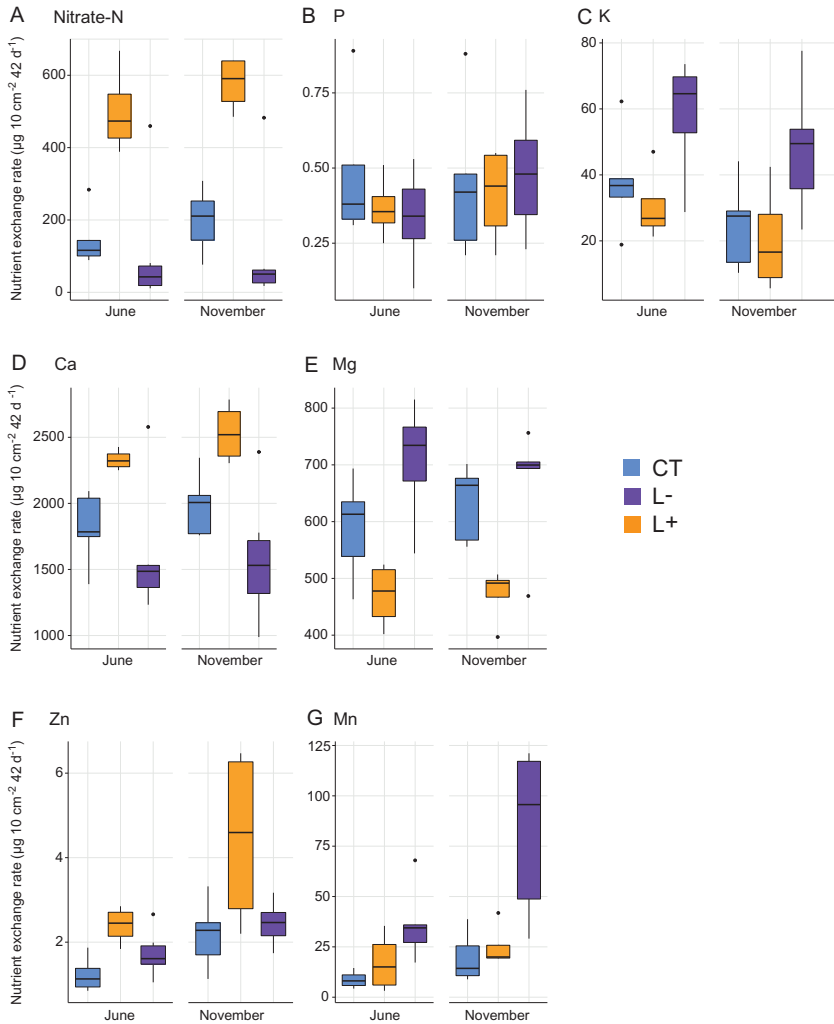 A Nitrate-N
B P
C K
Nutrient exchange rate (µg 10 cm⁻² 42 d⁻¹)
600
400
200
0
June November
0.75
0.50
0.25
June November
80
60
40
20
June November
D Ca
E Mg
Nutrient exchange rate (µg 10 cm⁻² 42 d⁻¹)
2500
2000
1500
1000
June November
800
700
600
500
400
June November
CT
L-
L+
F Zn
G Mn
Nutrient exchange rate (µg 10 cm⁻² 42 d⁻¹)
6
4
2
June November
125
100
75
50
25
0
June November